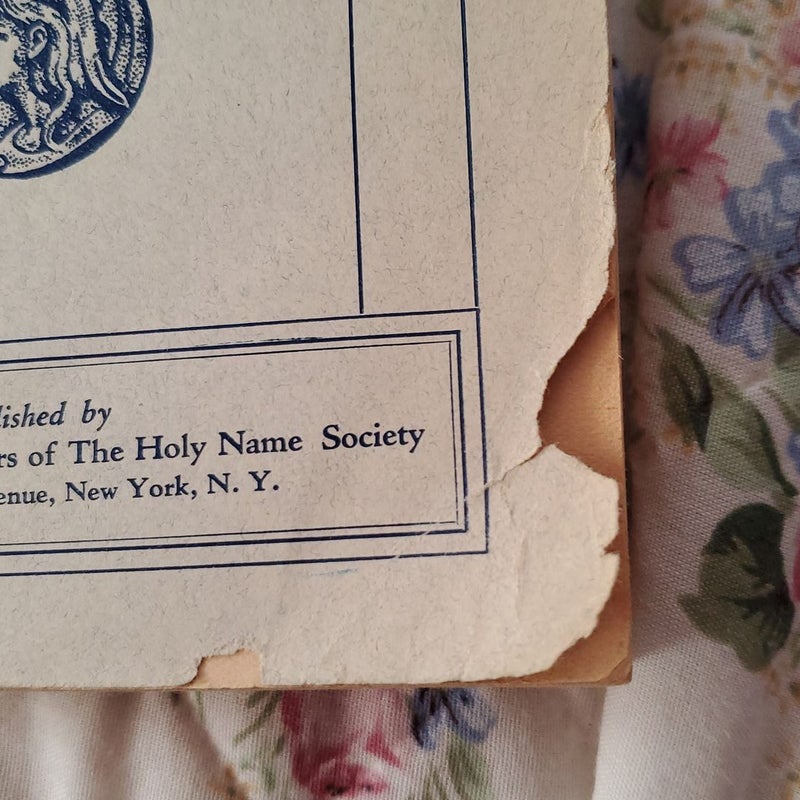 lished by
rs of The Holy Name Society
enue, New York, N. Y.